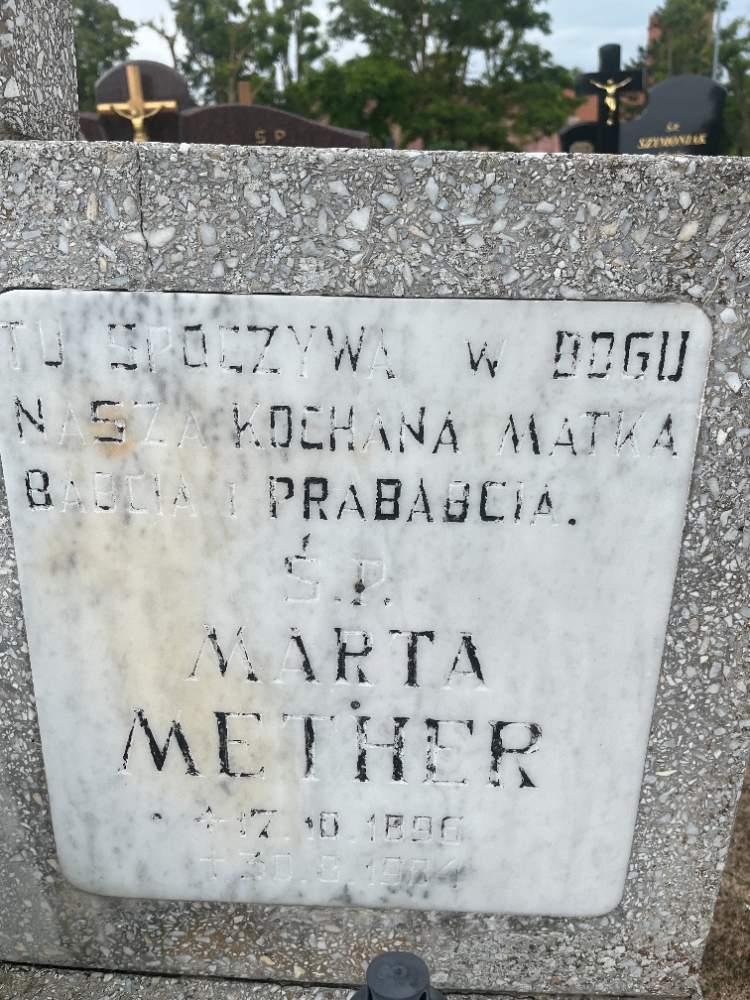 Ś.P.
Ś.P.
SZYMONIAK
TU SPOCZYWA W BOGU
NASZA KOCHANA MATKA
BABCIA I PRABABCIA.
Ś.P.
MARTA
METHER
* 17.10.1896